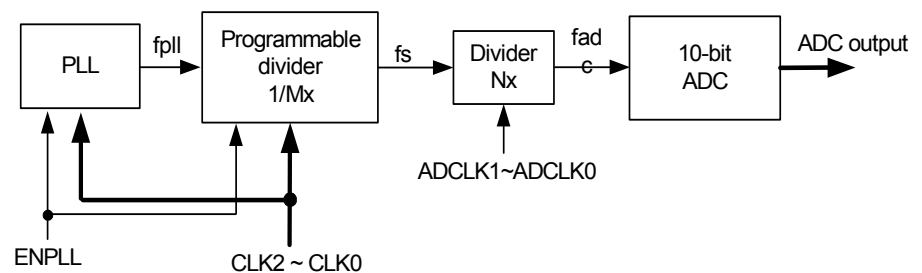 PLL
fpll
Programmable
divider
1/Mx
fs
Divider
Nx
fad
c
10-bit
ADC
ADC output
ADCLK1~ADCLK0
ENPLL
CLK2 ~ CLK0